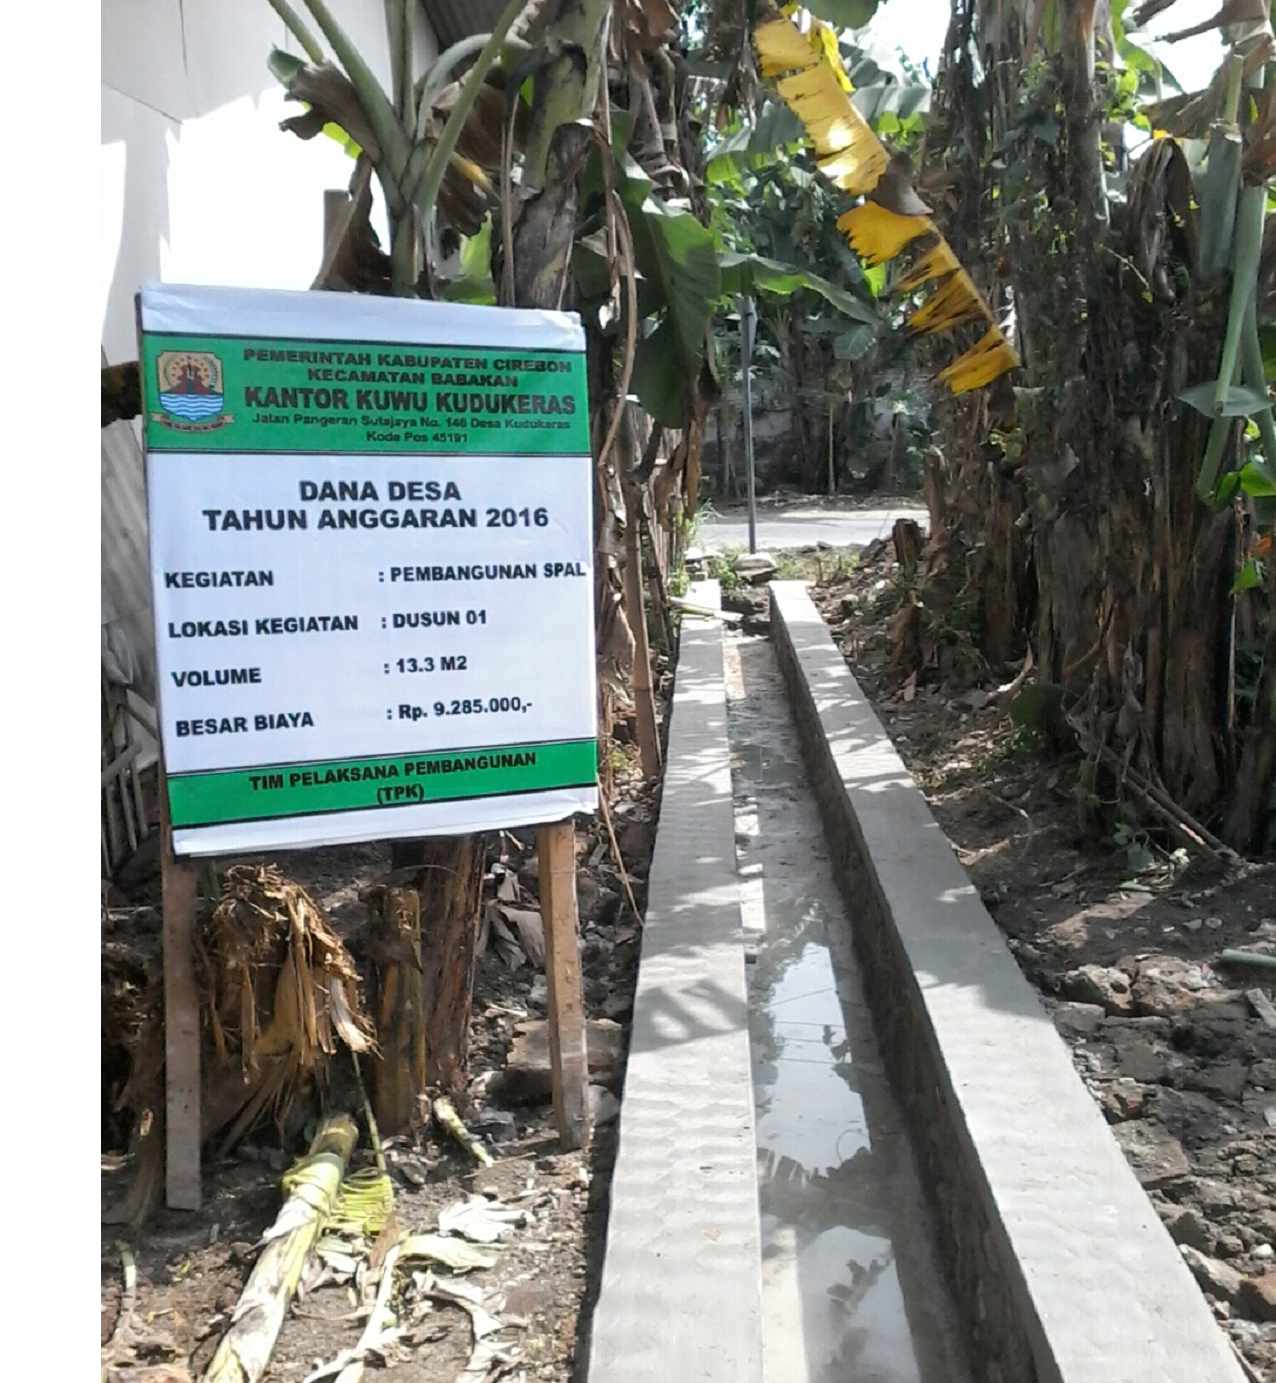 PEMERINTAH KABUPATEN CIREBON
KECAMATAN BABAKAN
KANTOR KUWU KUDUKERAS
Jalan Pangeran Sutajaya No. 146 Desa Kudukeras
Kode Pos 45191
DANA DESA
TAHUN ANGGARAN 2016
KEGIATAN : PEMBANGUNAN SPAL
LOKASI KEGIATAN : DUSUN 01
VOLUME : 13.3 M2
BESAR BIAYA : Rp. 9.285.000,-
TIM PELAKSANA PEMBANGUNAN
(TPK)